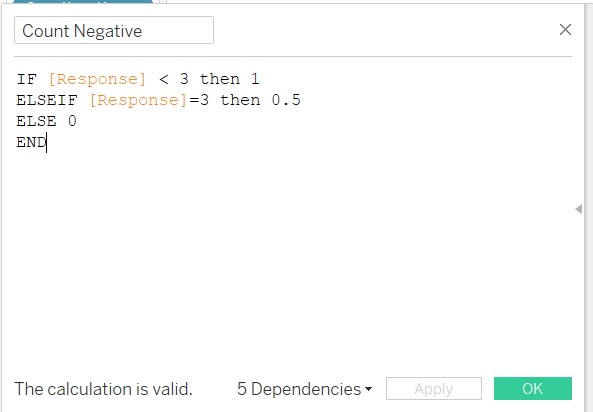 Count Negative
IF [Response] < 3 then 1
ELSEIF [Response]=3 then 0.5
ELSE 0
END
The calculation is valid. 5 Dependencies Apply OK